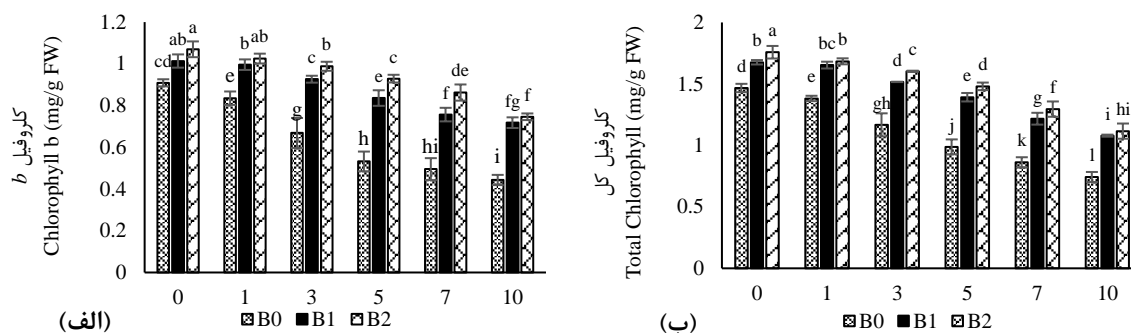 1.2
1
0.8
0.6
0.4
0.2
0
کلروفیل b
Chlorophyll b (mg/g FW)
cd ab a
e b ab
g c b
h e c
hi f de
i fg f
0 1 3 5 7 10
B0 B1 B2
(الف)
2
1.5
1
0.5
0
کلروفیل کل
Total Chlorophyll (mg/g FW)
d b a
e bc b
gh d c
j e d
k g f
l i hi
0 1 3 5 7 10
B0 B1 B2
(ب)